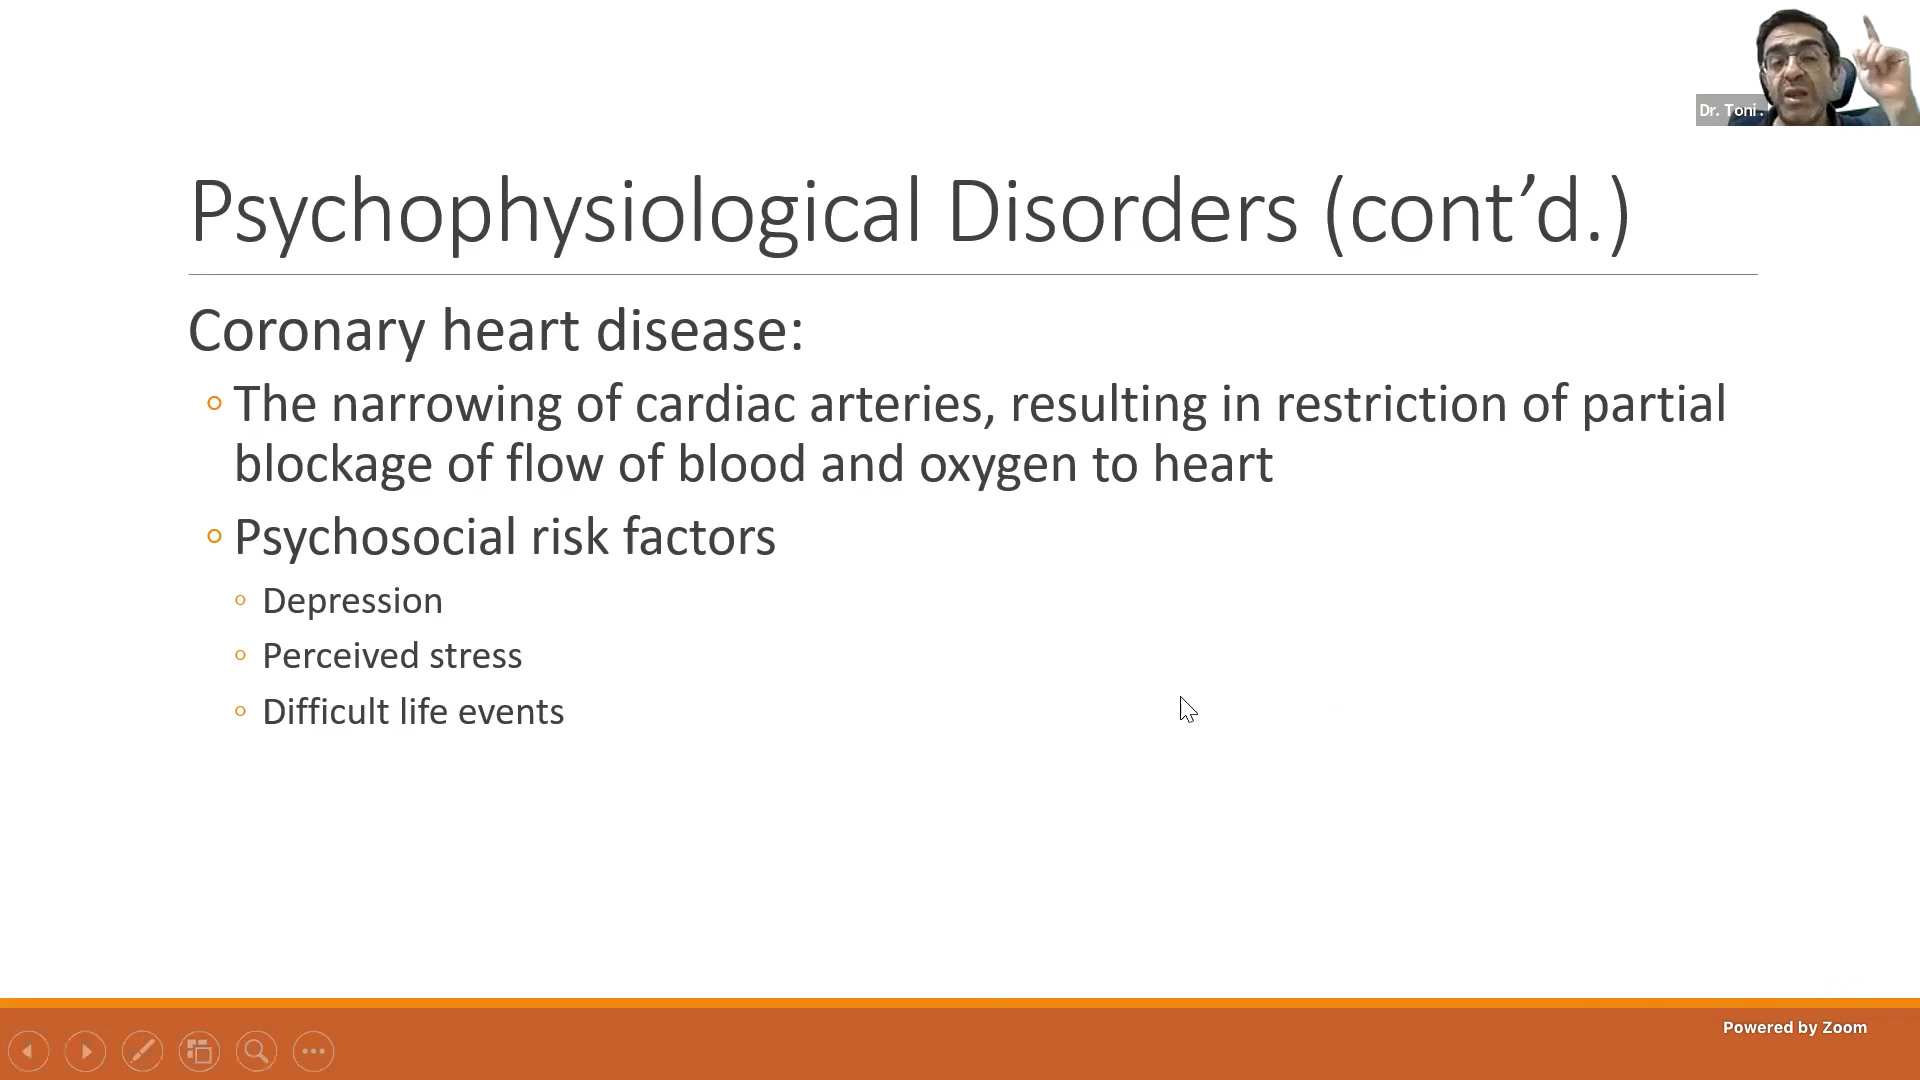 Dr. Toni.
Psychophysiological Disorders (cont’d.)
Coronary heart disease:
The narrowing of cardiac arteries, resulting in restriction of partial
blockage of flow of blood and oxygen to heart
Psychosocial risk factors
Depression
Perceived stress
Difficult life events
Powered by Zoom